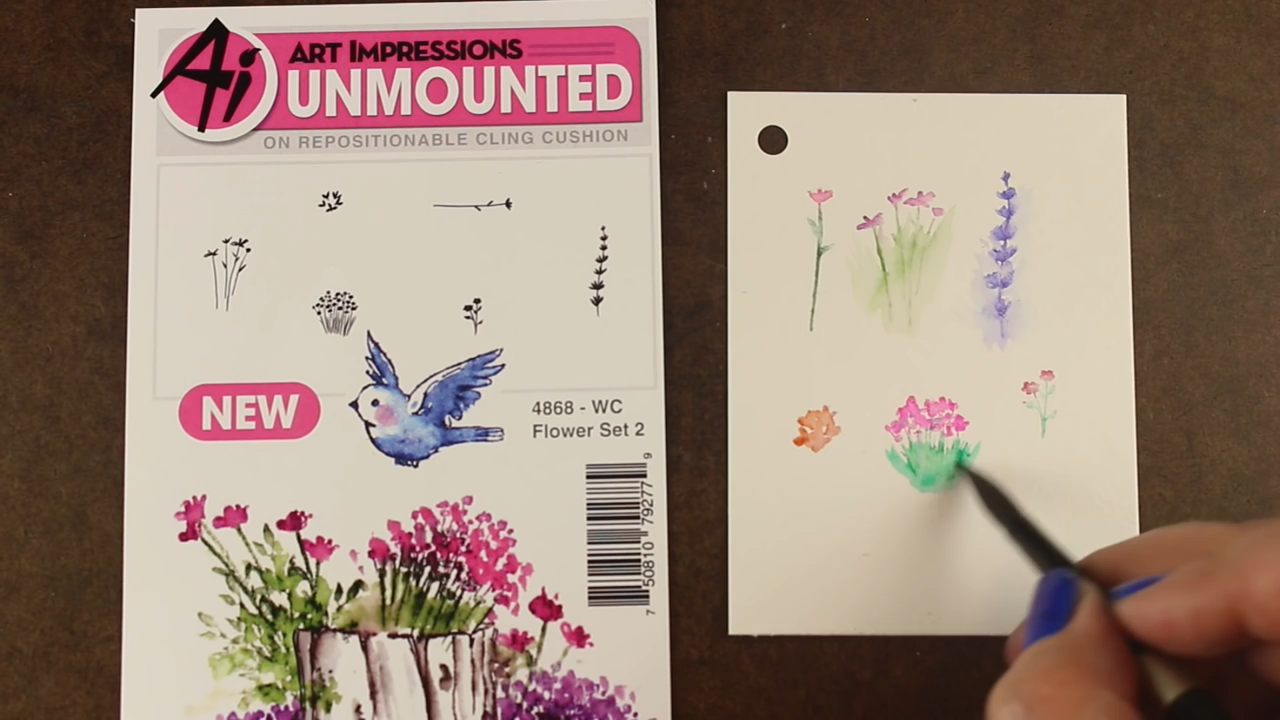 Ai
ART IMPRESSIONS
UNMOUNTED
ON REPOSITIONABLE CLING CUSHION
NEW
4868 - WC
Flower Set 2
7 50810 79277 9